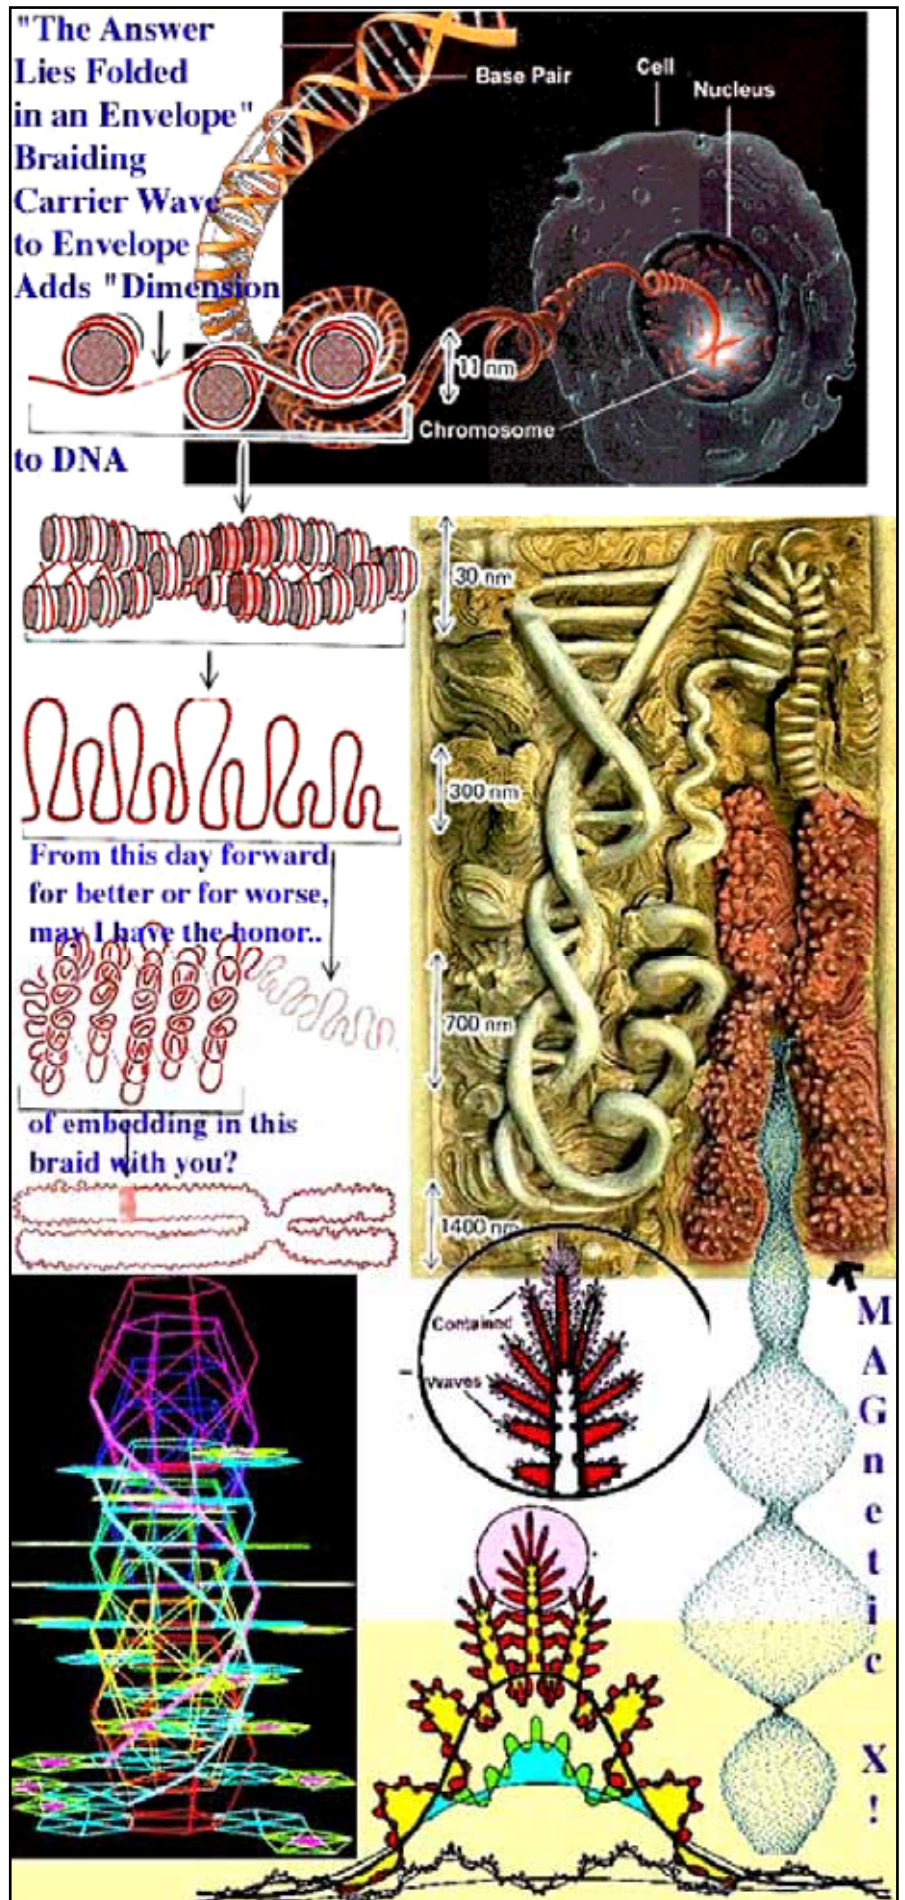 "The Answer
Lies Folded
in an Envelope"
Braiding
Carrier Wave
to Envelope
Adds "Dimension
to DNA
Base Pair
Cell
Nucleus
11 nm
Chromosome
30 nm
300 nm
From this day forward
for better or for worse,
may I have the honor..
700 nm
of embedding in this
braid with you?
1400 nm
Contained
Waves
MAGnetic X!